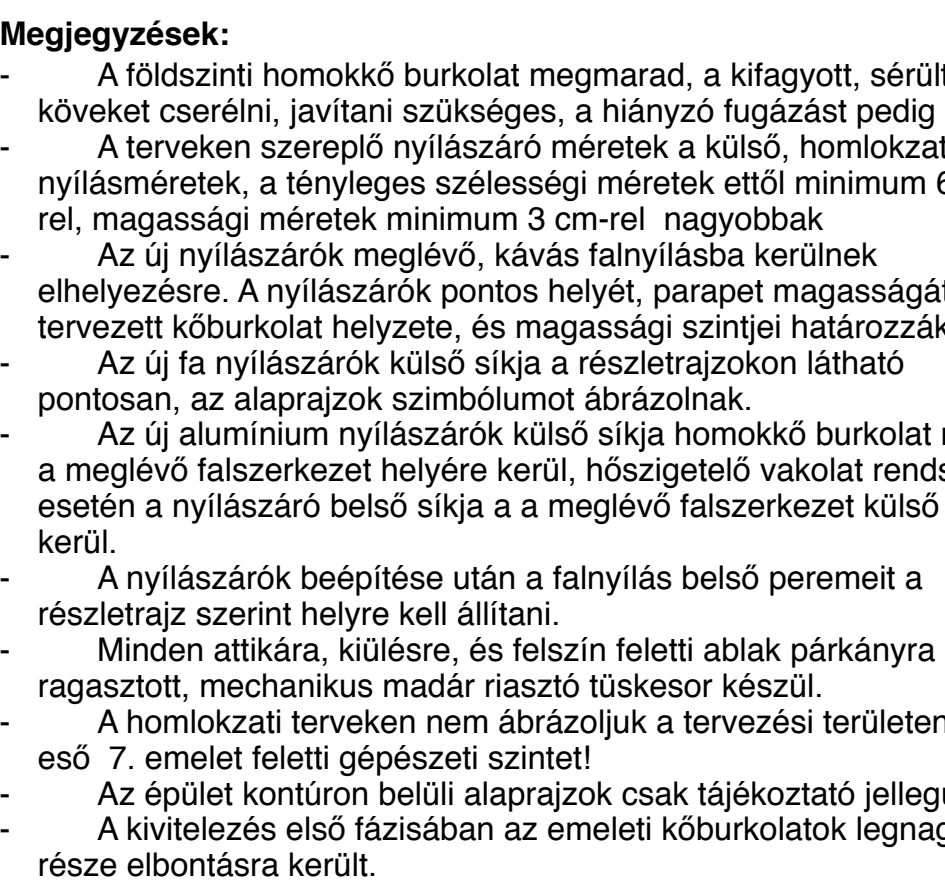 Megjegyzések:
- A földszinti homokkő burkolat megmarad, a kifagyott, sérült
köveket cserélni, javítani szükséges, a hiányzó fugázást pedig
- A terveken szereplő nyílászáró méretek a külső, homlokzat
nyílásméretek, a tényleges szélességi méretek ettől minimum 6
rel, magassági méretek minimum 3 cm-rel nagyobbak
- Az új nyílászárók meglévő, kávás falnyílásba kerülnek
elhelyezésre. A nyílászárók pontos helyét, parapet magasságát
tervezett kőburkolat helyzete, és magassági szintjei határozzák
- Az új fa nyílászárók külső síkja a részletrajzokon látható
pontosan, az alaprajzok szimbólumot ábrázolnak.
- Az új alumínium nyílászárók külső síkja homokkő burkolat
a meglévő falszerkezet helyére kerül, hőszigetelő vakolat rends
esetén a nyílászáró belső síkja a a meglévő falszerkezet külső
kerül.
- A nyílászárók beépítése után a falnyílás belső peremeit a
részletrajz szerint helyre kell állítani.
- Minden attikára, kiülésre, és felszín feletti ablak párkányra
ragasztott, mechanikus madár riasztó tüskesor készül.
- A homlokzati terveken nem ábrázoljuk a tervezési területen
eső 7. emelet feletti gépészeti szintet!
- Az épület kontúron belüli alaprajzok csak tájékoztató jellegű
- A kivitelezés első fázisában az emeleti kőburkolatok legnag
része elbontásra került.